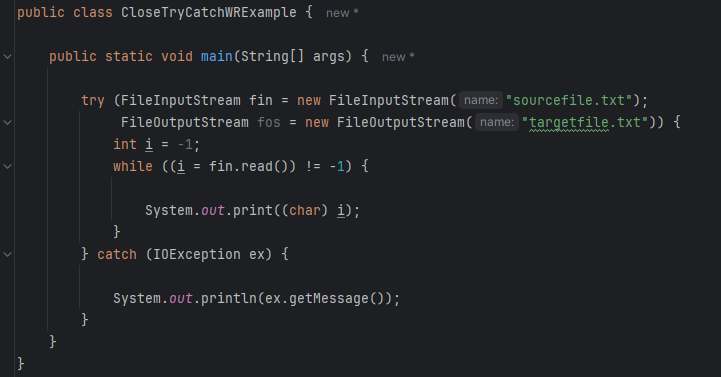 public class CloseTryCatchWRExample { new *
public static void main(String[] args) { new *
try (FileInputStream fin = new FileInputStream( name: "sourcefile.txt");
FileOutputStream fos = new FileOutputStream( name: "targetfile.txt")) {
int i = -1;
while ((i = fin.read()) != -1) {
System.out.print((char) i);
}
} catch (IOException ex) {
System.out.println(ex.getMessage());
}
}
}